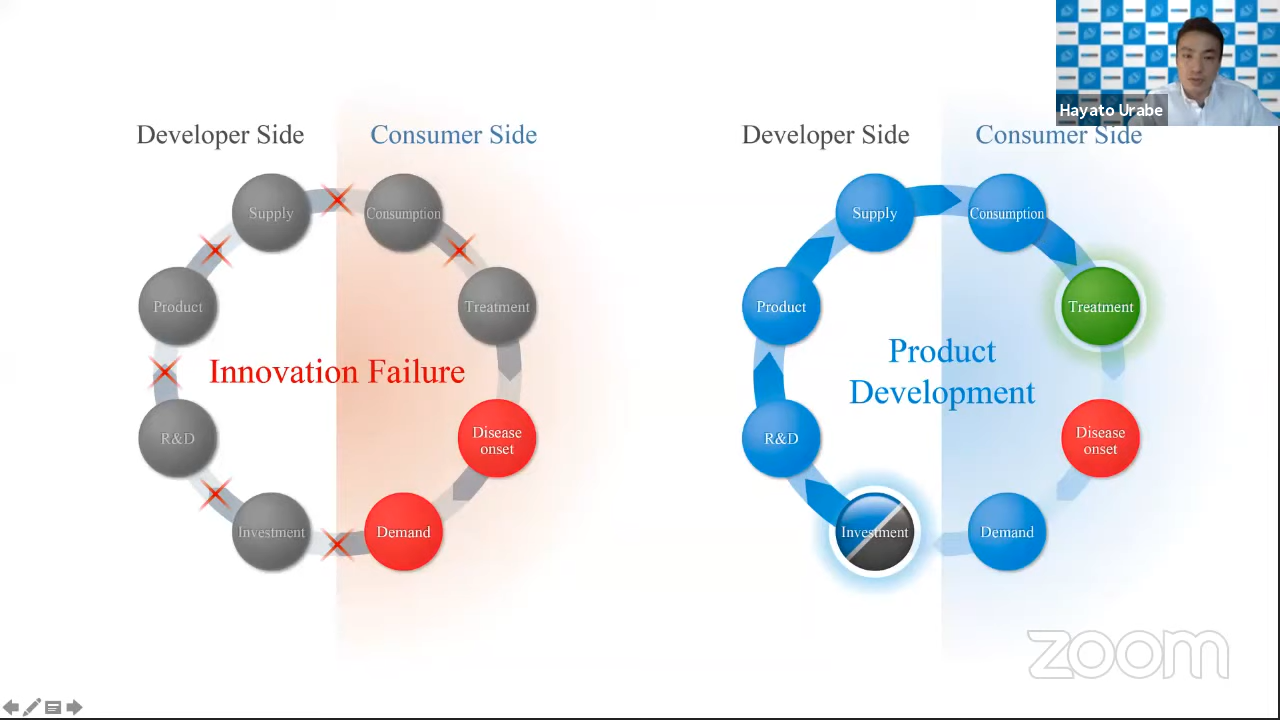 Hayato Urabe
Developer Side
Consumer Side
Supply
Consumption
Product
Treatment
Innovation Failure
R&D
Disease
onset
Investment
Demand
Developer Side
Consumer Side
Supply
Consumption
Product
Treatment
Product
Development
R&D
Disease
onset
Investment
Demand
zoom